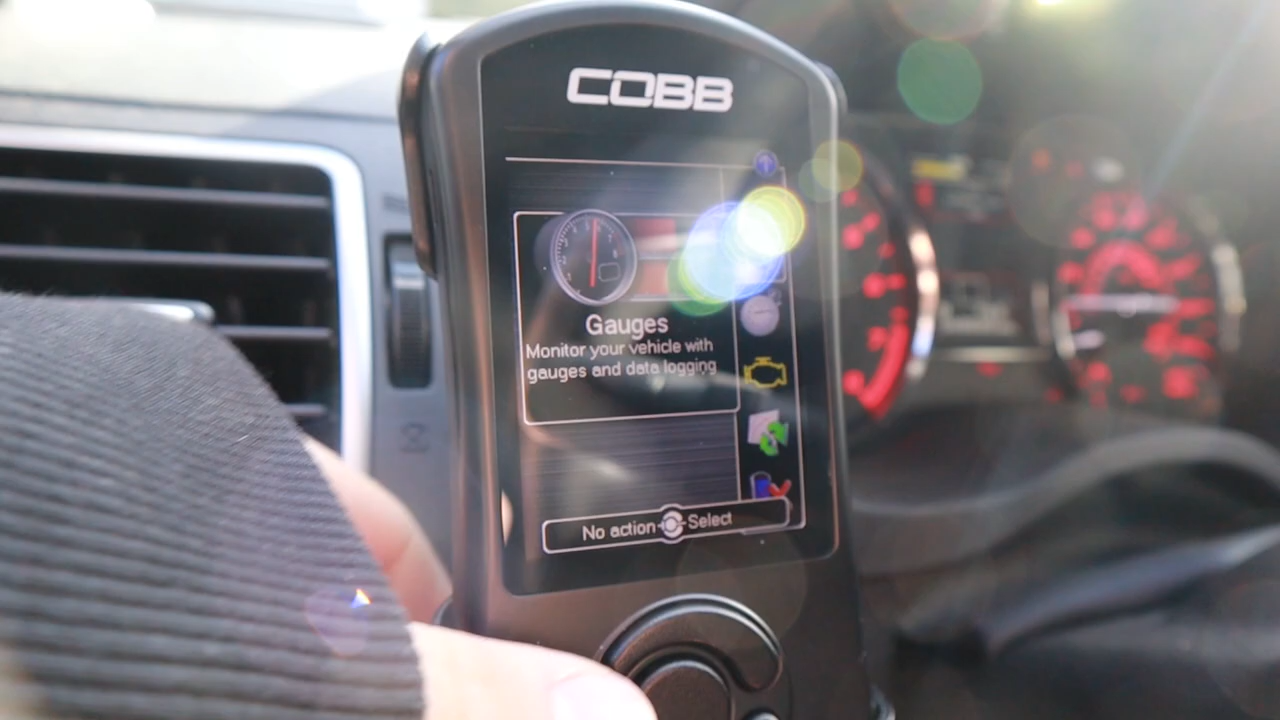 COBB
Gauges
Monitor your vehicle with
gauges and data logging
No action Select